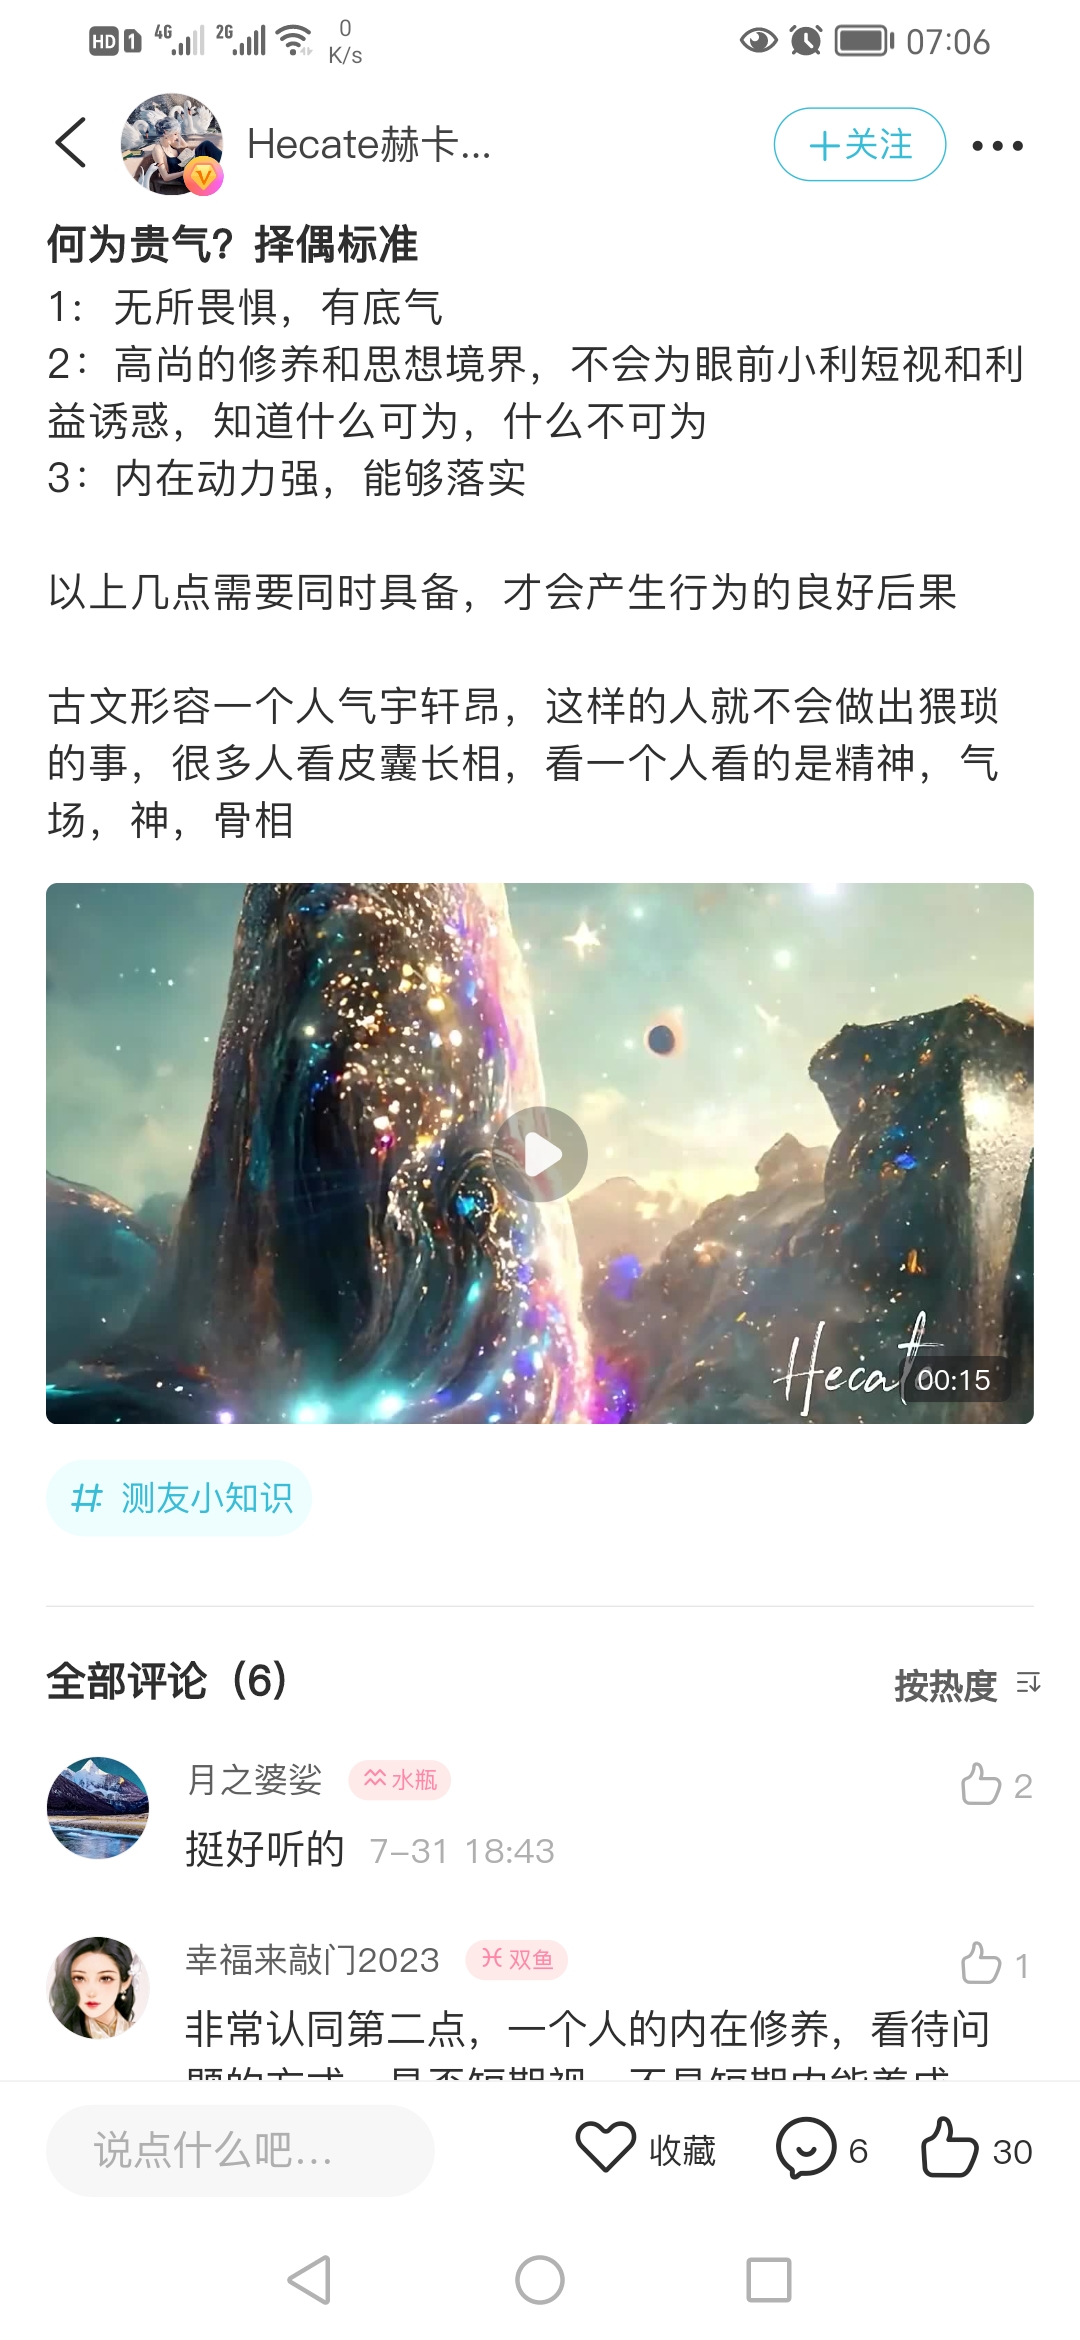 HD 1 4G 2G 0 K/s 07:06
Hecate赫卡... +关注
何为贵气？择偶标准
1：无所畏惧，有底气
2：高尚的修养和思想境界，不会为眼前小利短视和利
益诱惑，知道什么可为，什么不可为
3：内在动力强，能够落实
以上几点需要同时具备，才会产生行为的良好后果
古文形容一个人气宇轩昂，这样的人就不会做出猥琐
的事，很多人看皮囊长相，看一个人看的是精神，气
场，神，骨相
00:15
# 测友小知识
全部评论（6） 按热度
月之婆娑 水瓶 2
挺好听的 7-31 18:43
幸福来敲门2023 双鱼 1
非常认同第二点，一个人的内在修养，看待问
说点什么吧... 收藏 6 30